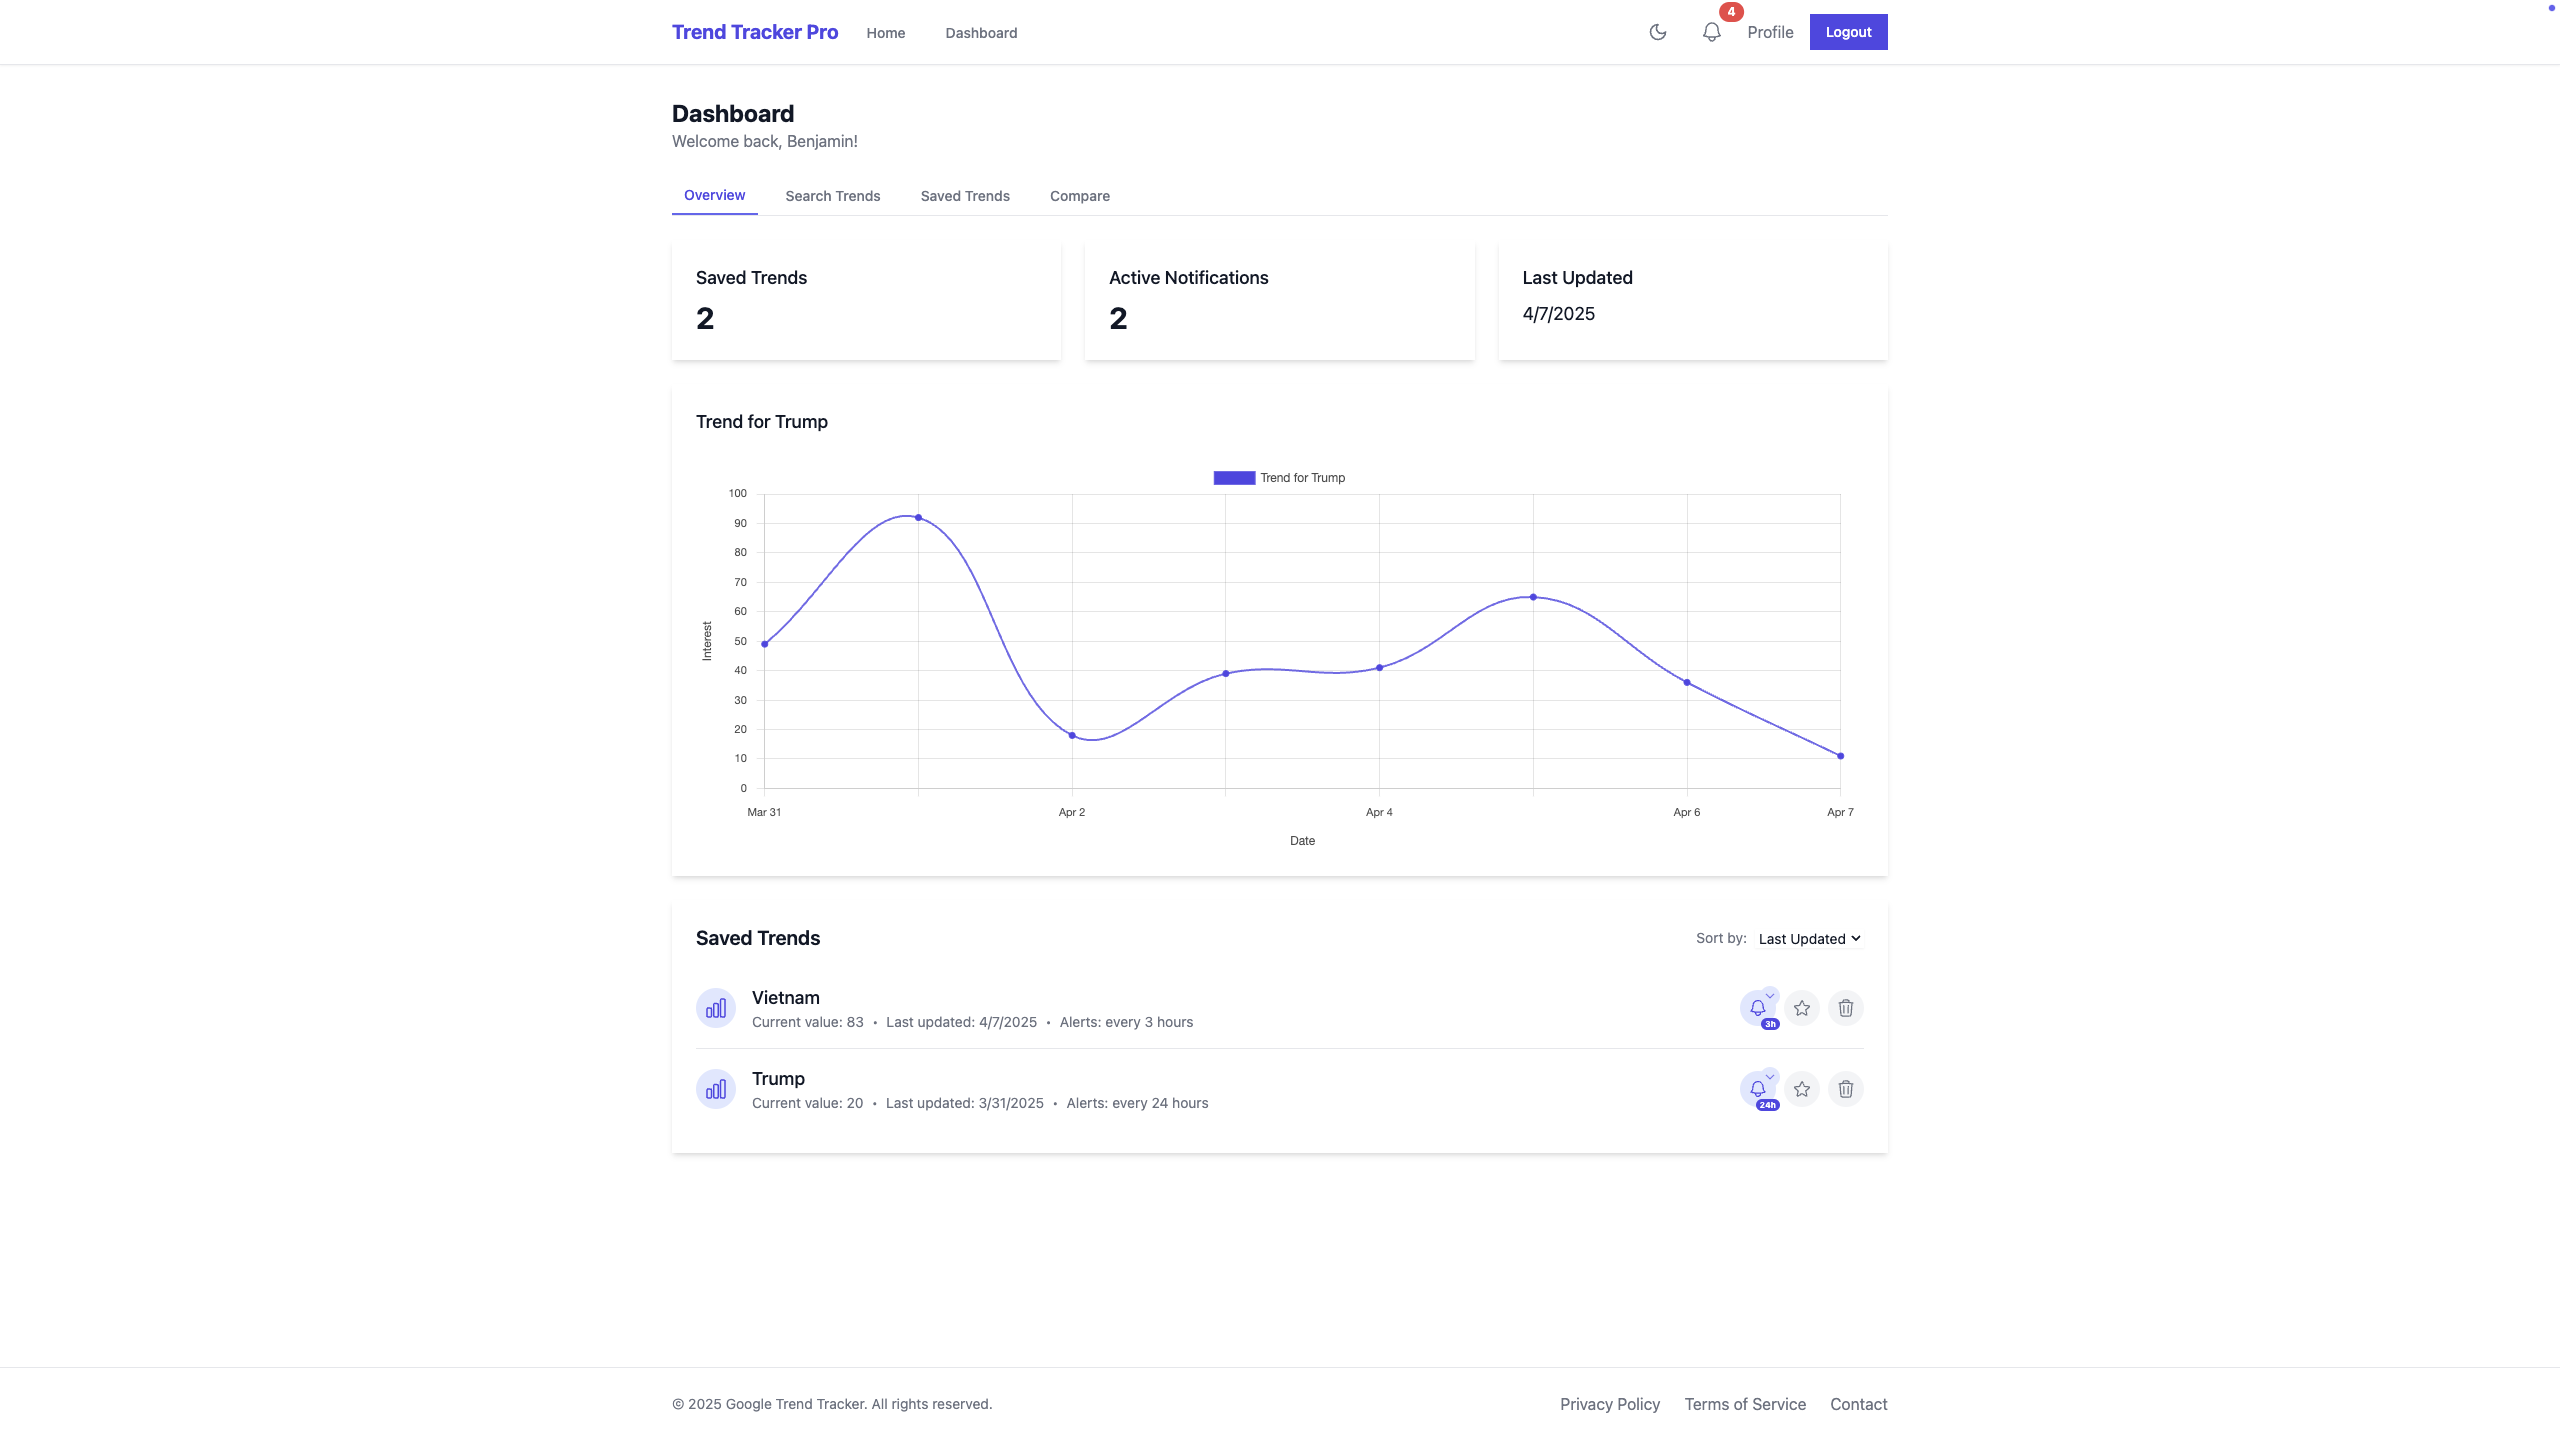 Trend Tracker Pro Home Dashboard 4 Profile Logout
Dashboard
Welcome back, Benjamin!
Overview Search Trends Saved Trends Compare
Saved Trends
2
Active Notifications
2
Last Updated
4/7/2025
Trend for Trump
Trend for Trump
100
90
80
70
60
50
40
30
20
10
0
Interest
Mar 31 Apr 2 Apr 4 Apr 6 Apr 7
Date
Saved Trends
Sort by: Last Updated
Vietnam
Current value: 83 • Last updated: 4/7/2025 • Alerts: every 3 hours
3h
Trump
Current value: 20 • Last updated: 3/31/2025 • Alerts: every 24 hours
24h
© 2025 Google Trend Tracker. All rights reserved.
Privacy Policy Terms of Service Contact